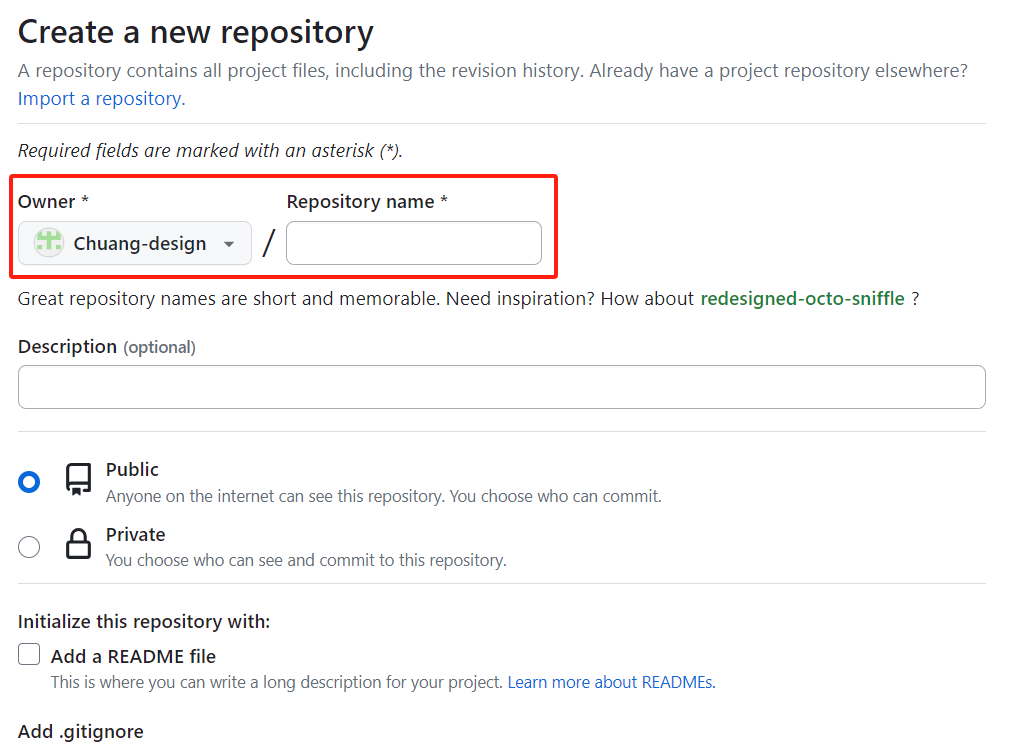 Create a new repository
A repository contains all project files, including the revision history. Already have a project repository elsewhere?
Import a repository.
Required fields are marked with an asterisk (*).
Owner * Repository name *
Chuang-design /
Great repository names are short and memorable. Need inspiration? How about redesigned-octo-sniffle ?
Description (optional)
Public
Anyone on the internet can see this repository. You choose who can commit.
Private
You choose who can see and commit to this repository.
Initialize this repository with:
Add a README file
This is where you can write a long description for your project. Learn more about READMEs.
Add .gitignore